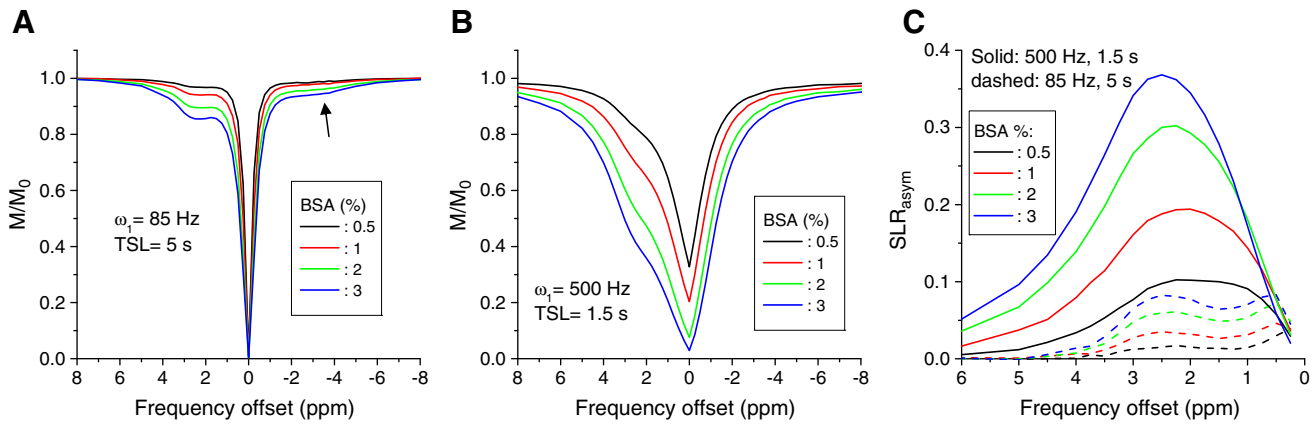 A
M/M0
1.0
0.8
0.6
0.4
0.2
0.0
ω1= 85 Hz
TSL= 5 s
BSA (%)
: 0.5
: 1
: 2
: 3
8 6 4 2 0 -2 -4 -6 -8
Frequency offset (ppm)
B
M/M0
1.0
0.8
0.6
0.4
0.2
0.0
ω1= 500 Hz
TSL= 1.5 s
BSA (%)
: 0.5
: 1
: 2
: 3
8 6 4 2 0 -2 -4 -6 -8
Frequency offset (ppm)
C
SLRasym
0.4
0.3
0.2
0.1
0.0
Solid: 500 Hz, 1.5 s
dashed: 85 Hz, 5 s
BSA %:
: 0.5
: 1
: 2
: 3
6 5 4 3 2 1 0
Frequency offset (ppm)